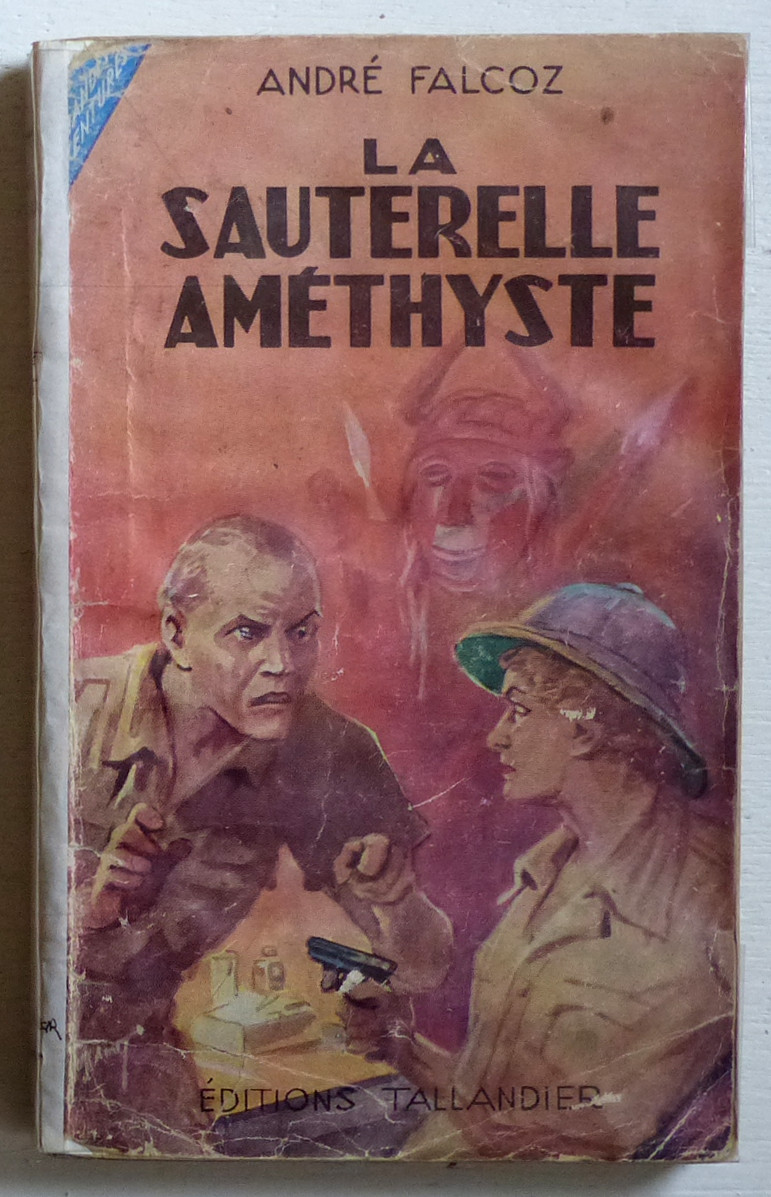 ANDRÉ FALCOZ
LA
SAUTERELLE
AMÉTHYSTE
ÉDITIONS TALLANDIER